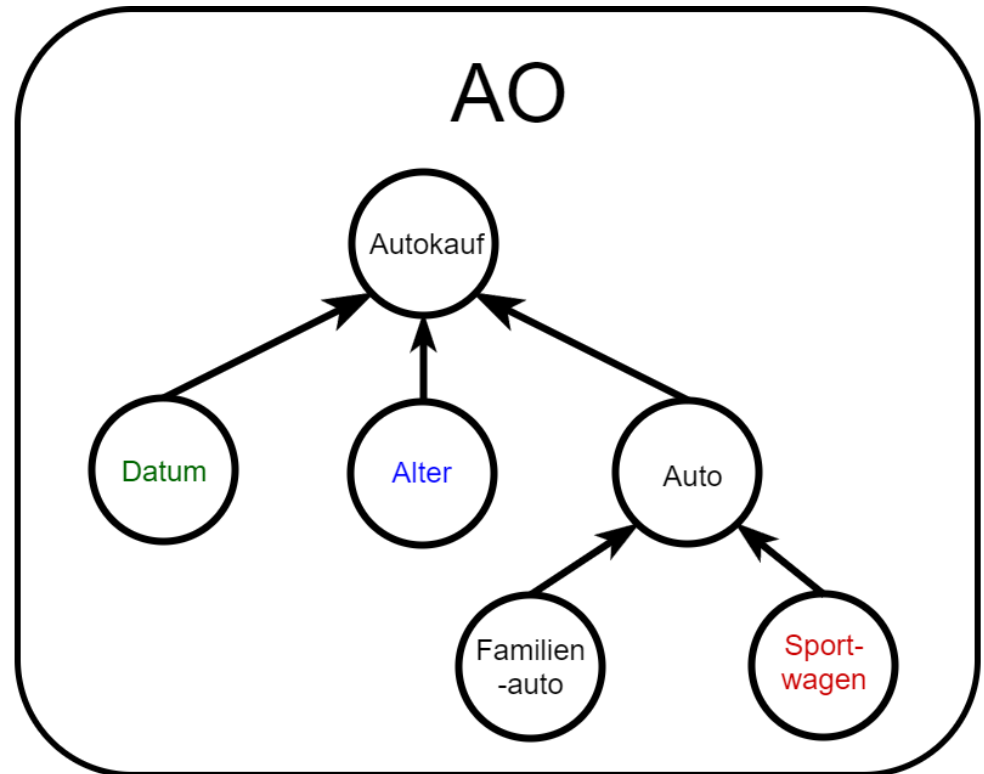 AO
Autokauf
Datum
Alter
Auto
Familien
-auto
Sport-
wagen